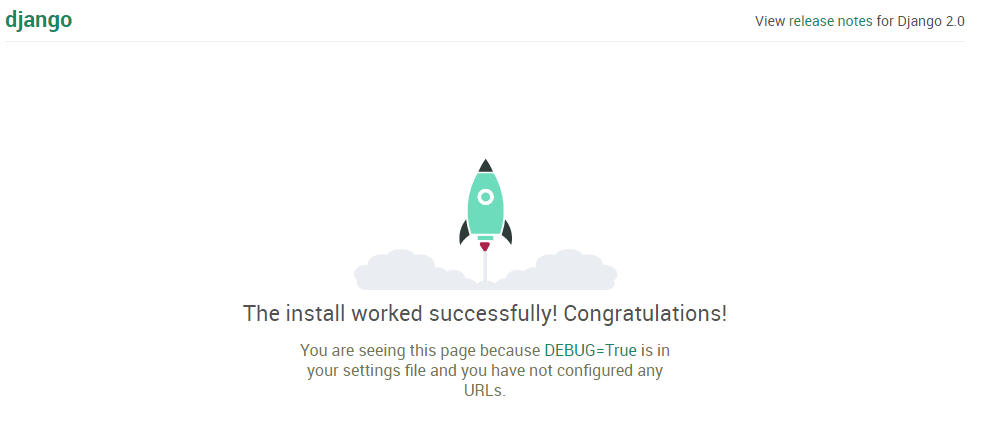 django
View release notes for Django 2.0
The install worked successfully! Congratulations!
You are seeing this page because DEBUG=True is in
your settings file and you have not configured any
URLs.